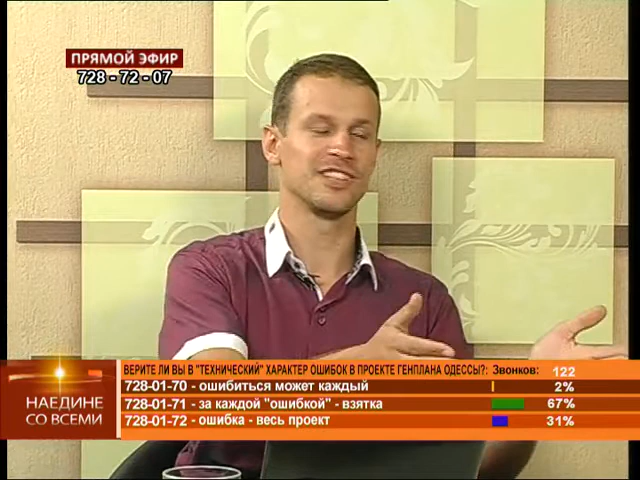 ПРЯМОЙ ЭФИР
728 - 72 - 07
ВЕРИТЕ ЛИ ВЫ В "ТЕХНИЧЕСКИЙ" ХАРАКТЕР ОШИБОК В ПРОЕКТЕ ГЕНПЛАНА ОДЕССЫ?: Звонков: 122
728-01-70 - ошибиться может каждый 2%
728-01-71 - за каждой "ошибкой" - взятка 67%
728-01-72 - ошибка - весь проект 31%
НАЕДИНЕ
СО ВСЕМИ